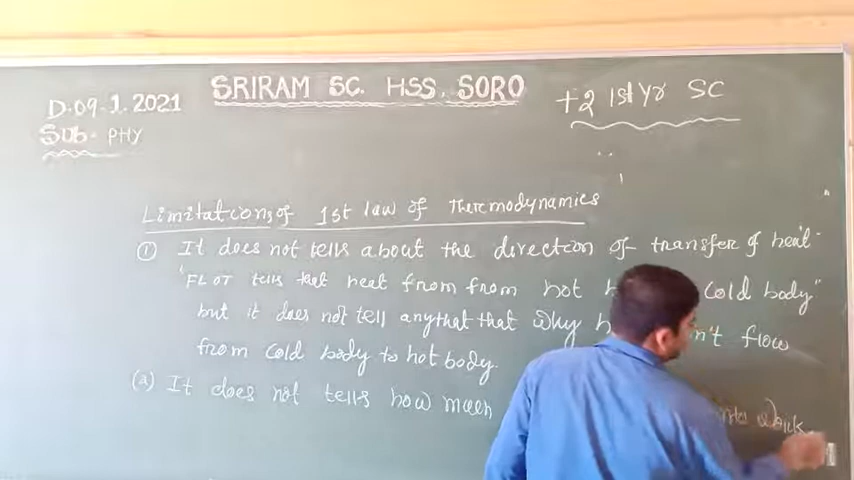 SRIRAM SC. HSS. SORO
+2 1st Yr SC
D.09.1.2021
Sub- PHY
Limitations of 1st law of Thermodynamics
① It does not tells about the direction of transfer of heat.
"FLOT tells that heat from from hot cold body"
but it does not tell anythat that why n't flow
from cold body to hot body.
(2) It does not tells how much into work